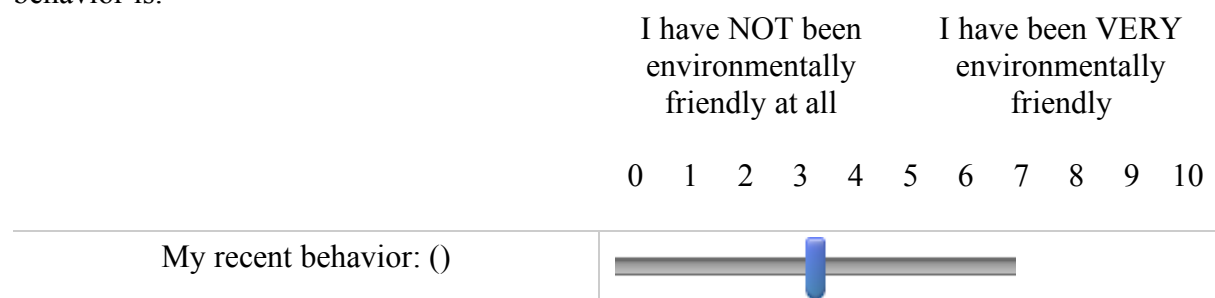 behavior is:
I have NOT been environmentally friendly at all
I have been VERY environmentally friendly
0 1 2 3 4 5 6 7 8 9 10
My recent behavior: ()